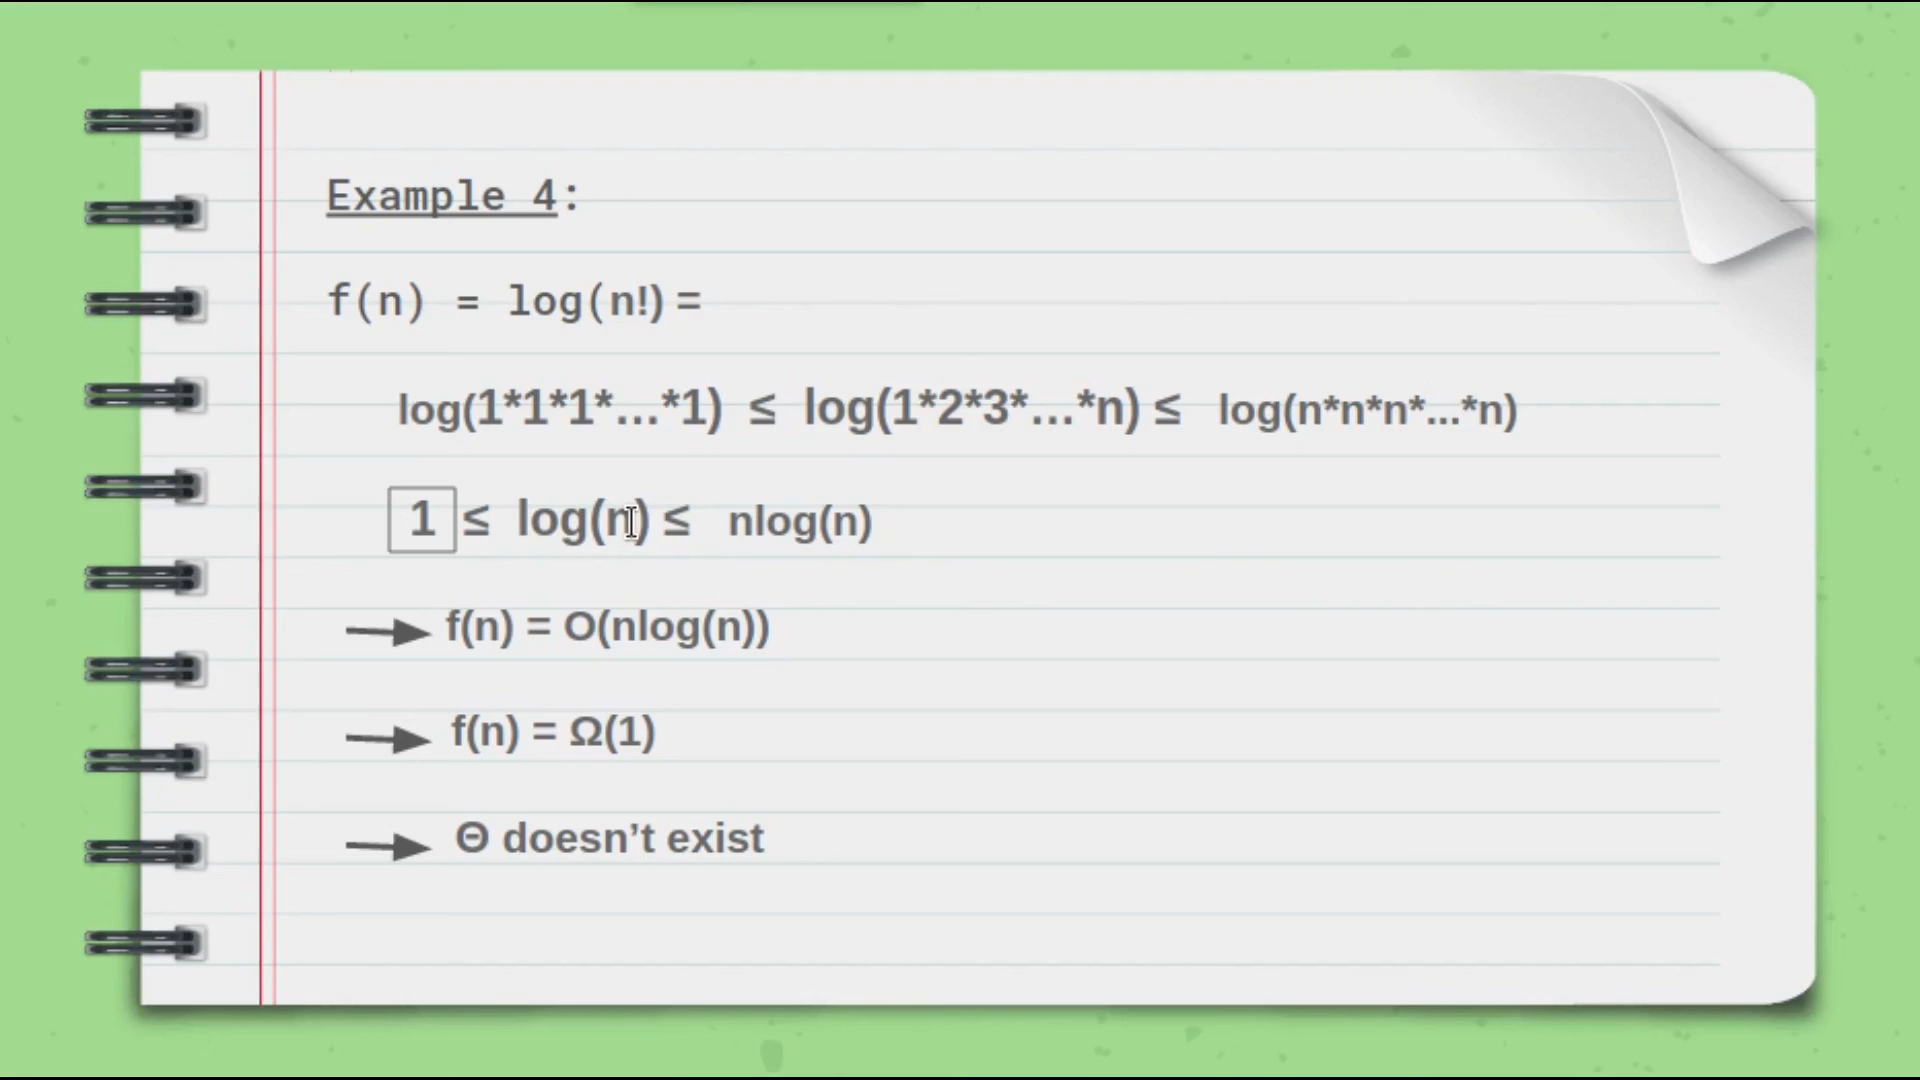 Example 4:
f(n) = log(n!) =
log(1*1*1*...*1) ≤ log(1*2*3*...*n) ≤ log(n*n*n*...*n)
1 ≤ log(n) ≤ nlog(n)
f(n) = O(nlog(n))
f(n) = Ω(1)
Θ doesn’t exist